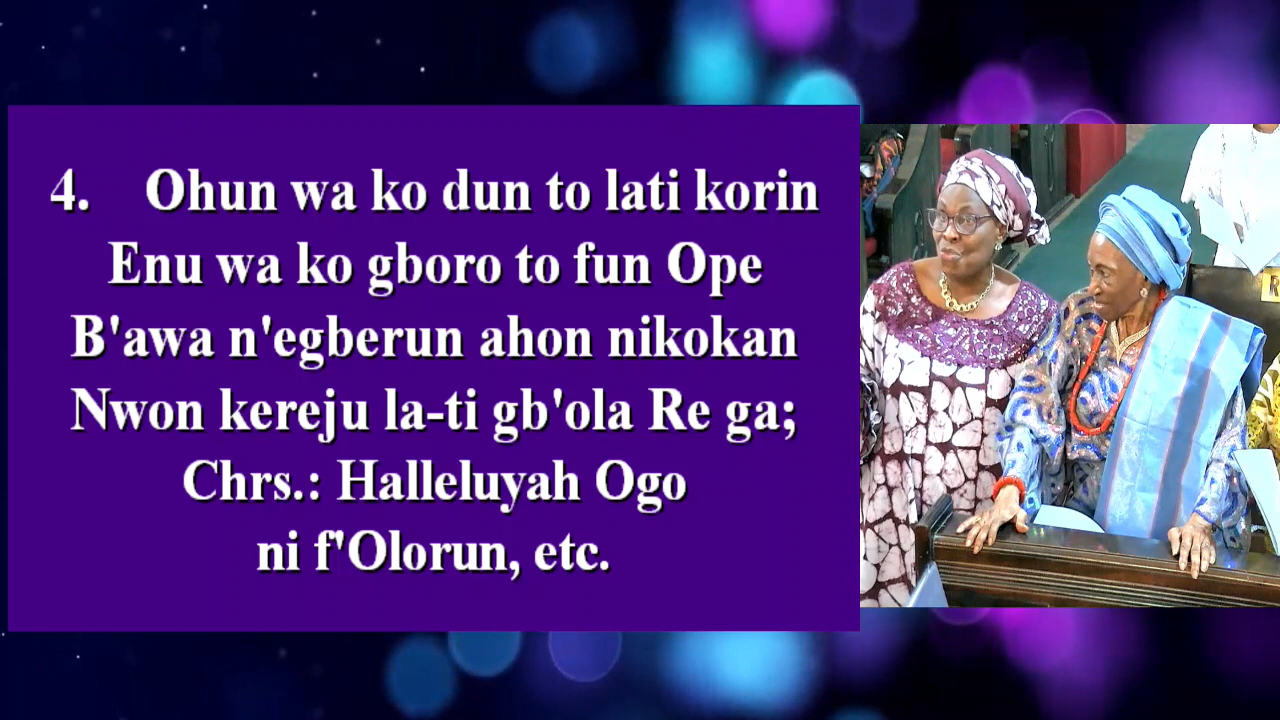 4. Ohun wa ko dun to lati korin
Enu wa ko gboro to fun Ope
B'awa n'egberun ahon nikokan
Nwon kereju la-ti gb'ola Re ga;
Chrs.: Halleluyah Ogo
ni f'Olorun, etc.